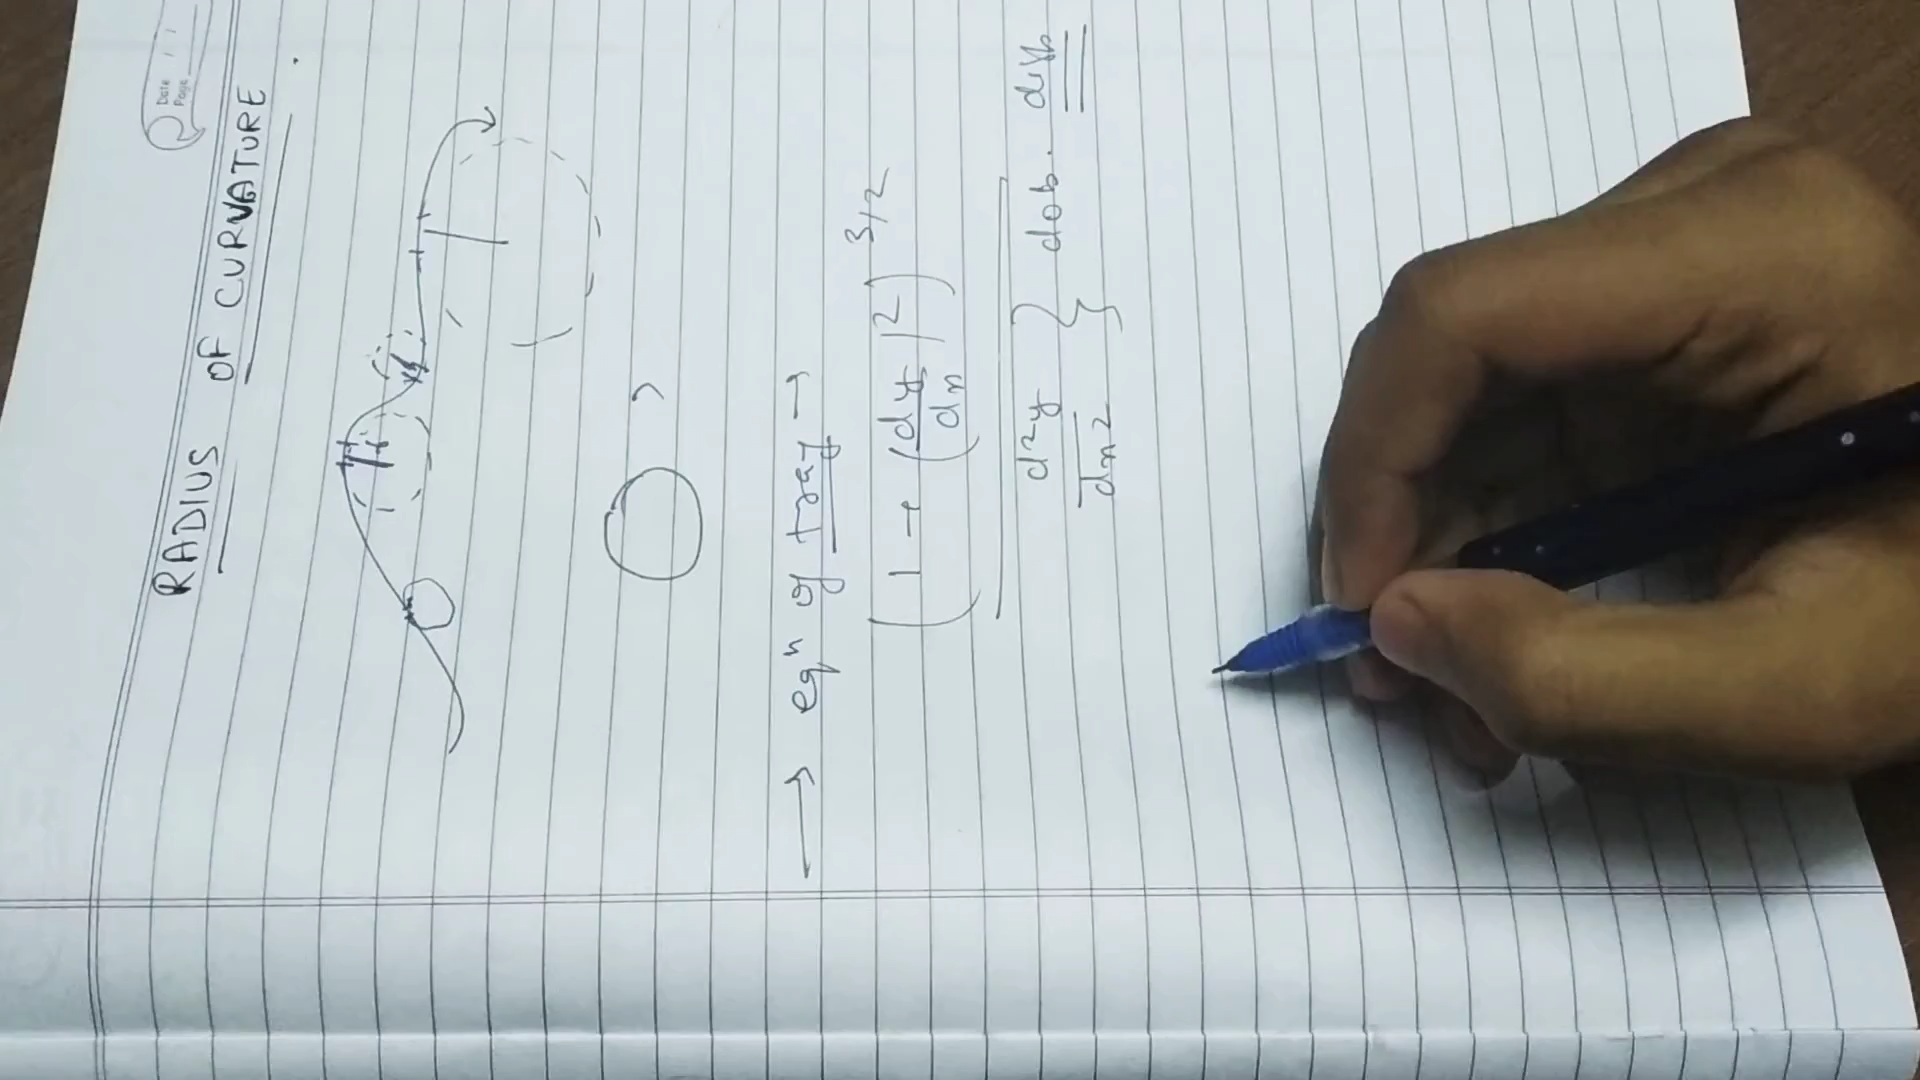 Date
Page
RADIUS OF CURVATURE
→ eqⁿ of traj →
(1 + (dy/dx)²)^3/2
d²y/dx² } dob. diff